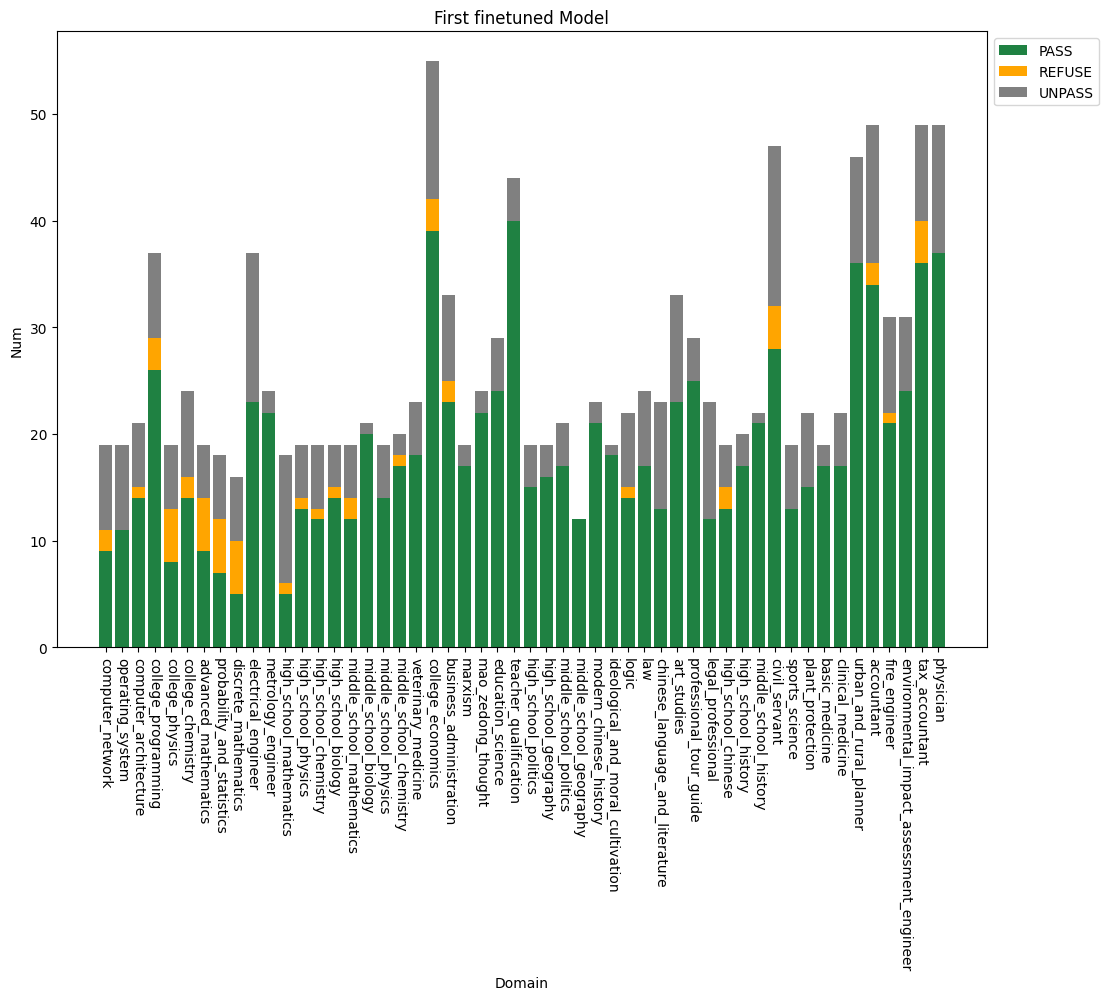 First finetuned Model
PASS
REFUSE
UNPASS
Num
50
40
30
20
10
0
computer_network
operating_system
computer_architecture
college_programming
college_physics
college_chemistry
advanced_mathematics
probability_and_statistics
discrete_mathematics
electrical_engineer
metrology_engineer
high_school_mathematics
high_school_physics
high_school_chemistry
high_school_biology
middle_school_mathematics
middle_school_biology
middle_school_physics
middle_school_chemistry
veterinary_medicine
college_economics
business_administration
marxism
mao_zedong_thought
education_science
teacher_qualification
high_school_politics
high_school_geography
middle_school_politics
middle_school_geography
modern_chinese_history
ideological_and_moral_cultivation
logic
law
chinese_language_and_literature
art_studies
professional_tour_guide
legal_professional
high_school_chinese
high_school_history
middle_school_history
civil_servant
sports_science
plant_protection
basic_medicine
clinical_medicine
urban_and_rural_planner
accountant
fire_engineer
environmental_impact_assessment_engineer
tax_accountant
physician
Domain